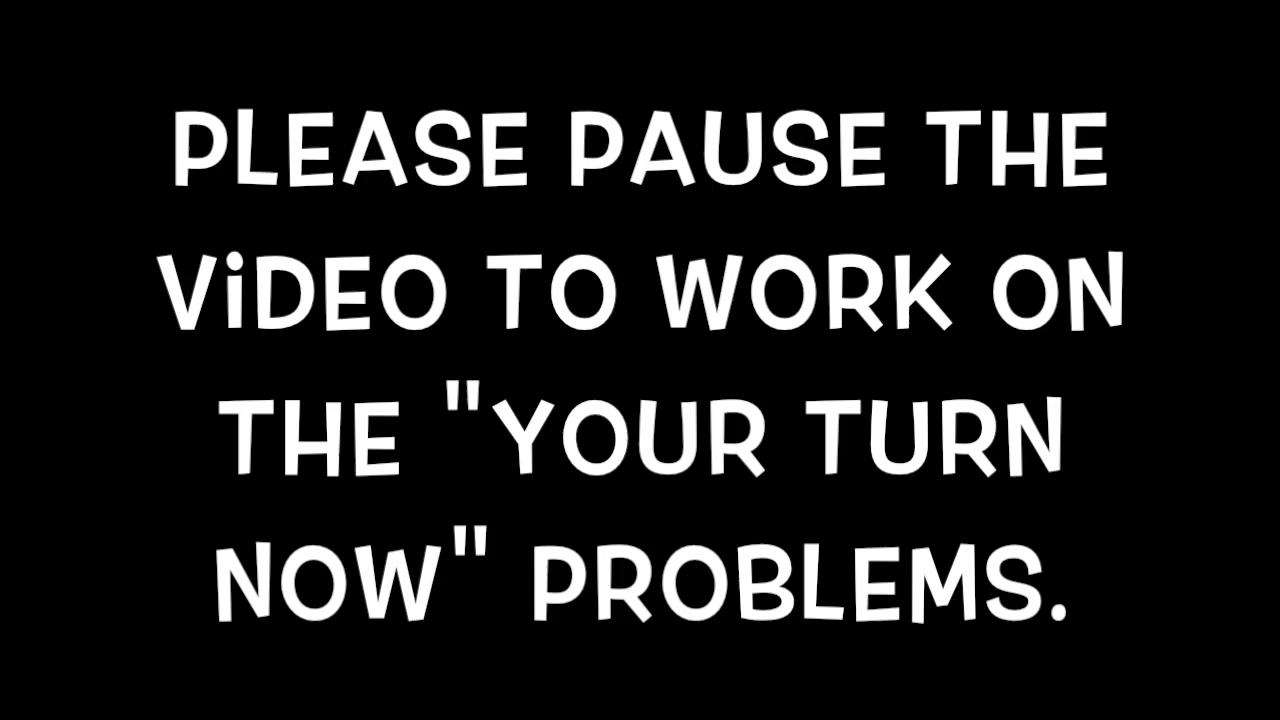 PLEASE PAUSE THE
ViDEO TO WORK ON
THE "YOUR TURN
NOW" PROBLEMS.